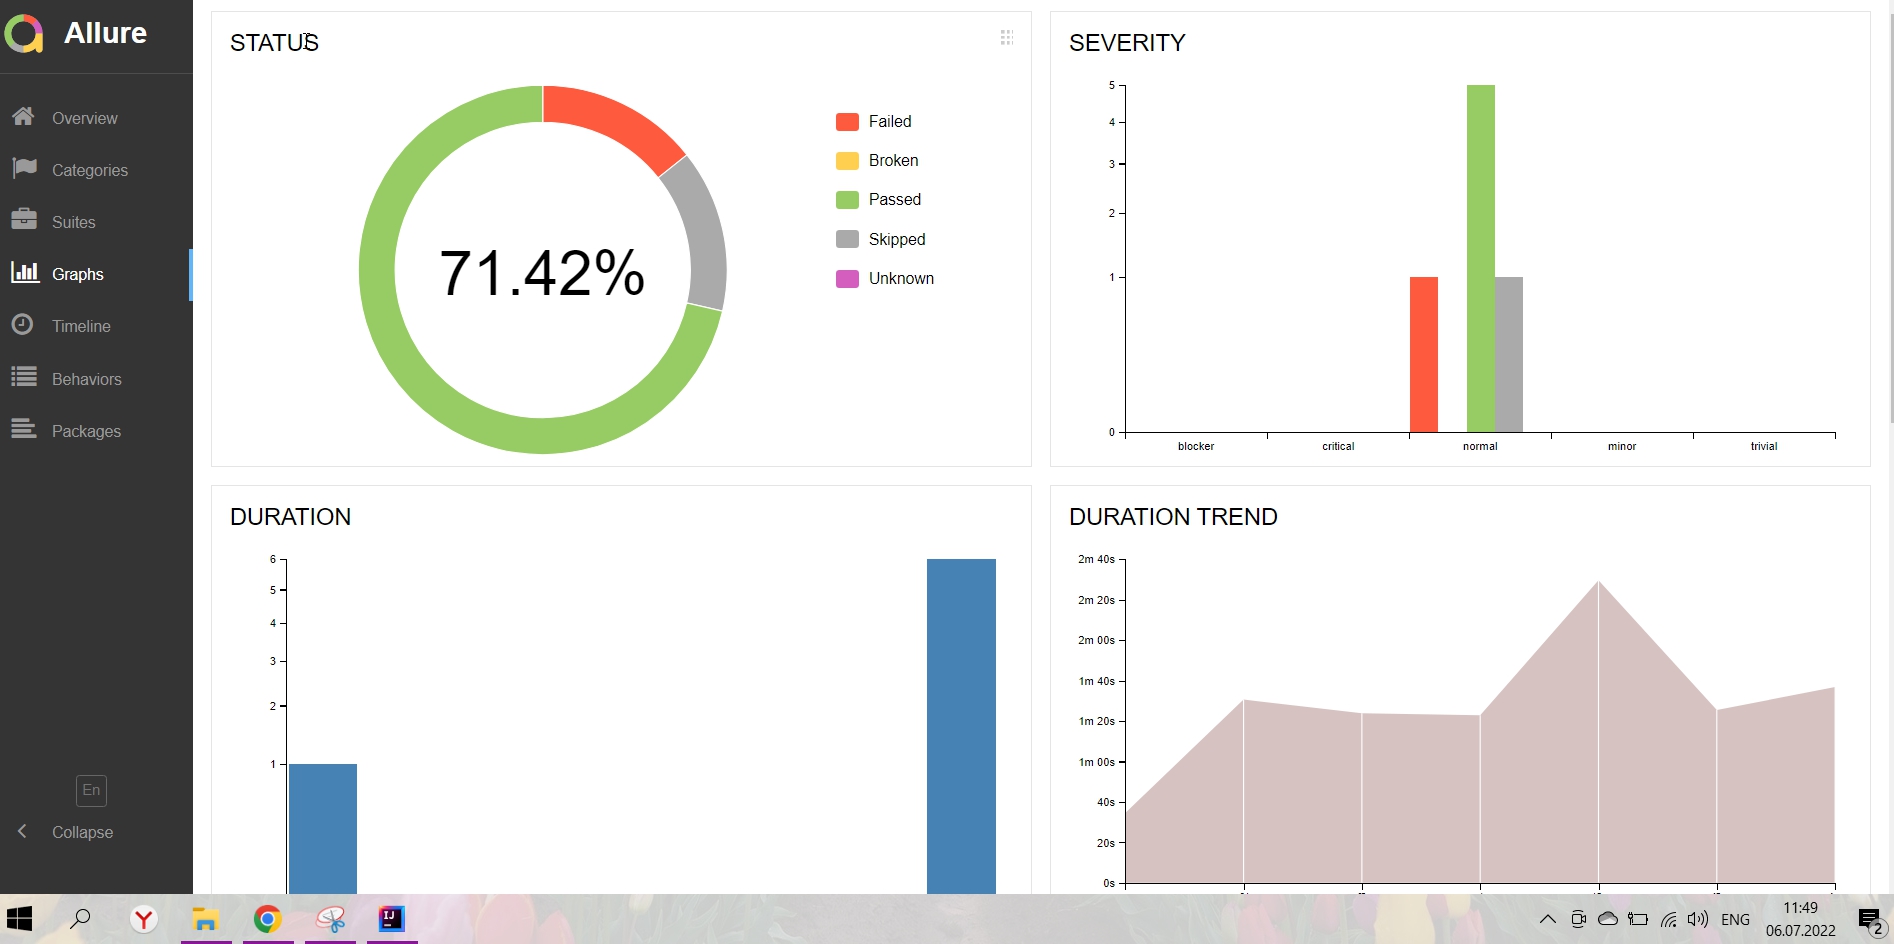 Allure
Overview
Categories
Suites
Graphs
Timeline
Behaviors
Packages
En
Collapse
STATUS
71.42%
Failed
Broken
Passed
Skipped
Unknown
SEVERITY
5
4
3
2
1
0
blocker
critical
normal
minor
trivial
DURATION
6
5
4
3
2
1
DURATION TREND
2m 40s
2m 20s
2m 00s
1m 40s
1m 20s
1m 00s
40s
20s
0s
ENG
11:49
06.07.2022
2